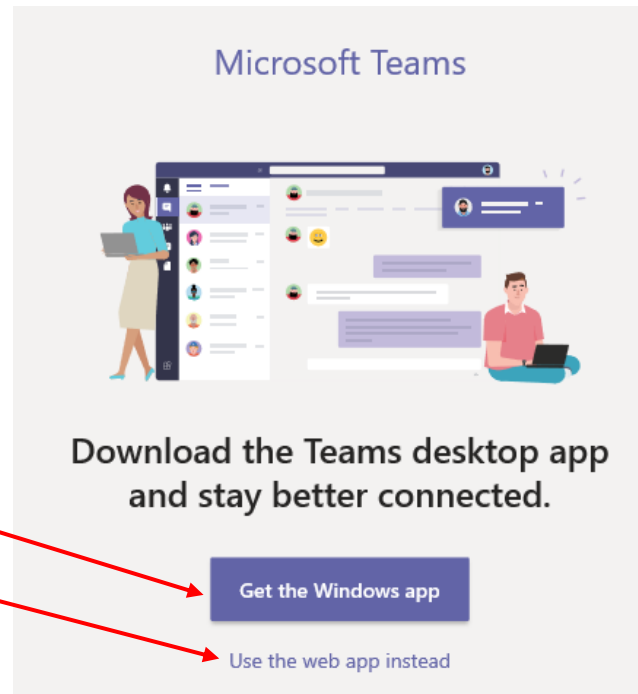 Microsoft Teams
Download the Teams desktop app
and stay better connected.
Get the Windows app
Use the web app instead